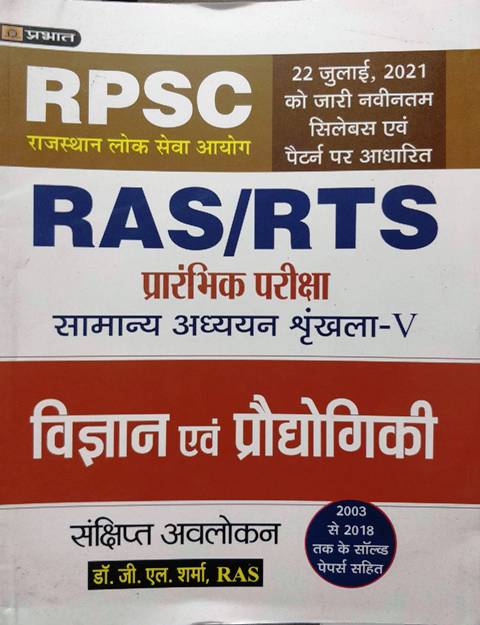 प्रभात
RPSC
राजस्थान लोक सेवा आयोग
22 जुलाई, 2021
को जारी नवीनतम
सिलेबस एवं
पैटर्न पर आधारित
RAS/RTS
प्रारंभिक परीक्षा
सामान्य अध्ययन श्रृंखला-V
विज्ञान एवं प्रौद्योगिकी
संक्षिप्त अवलोकन
डॉ. जी. एल. शर्मा, RAS
2003
से 2018
तक के सॉल्व्ड
पेपर्स सहित